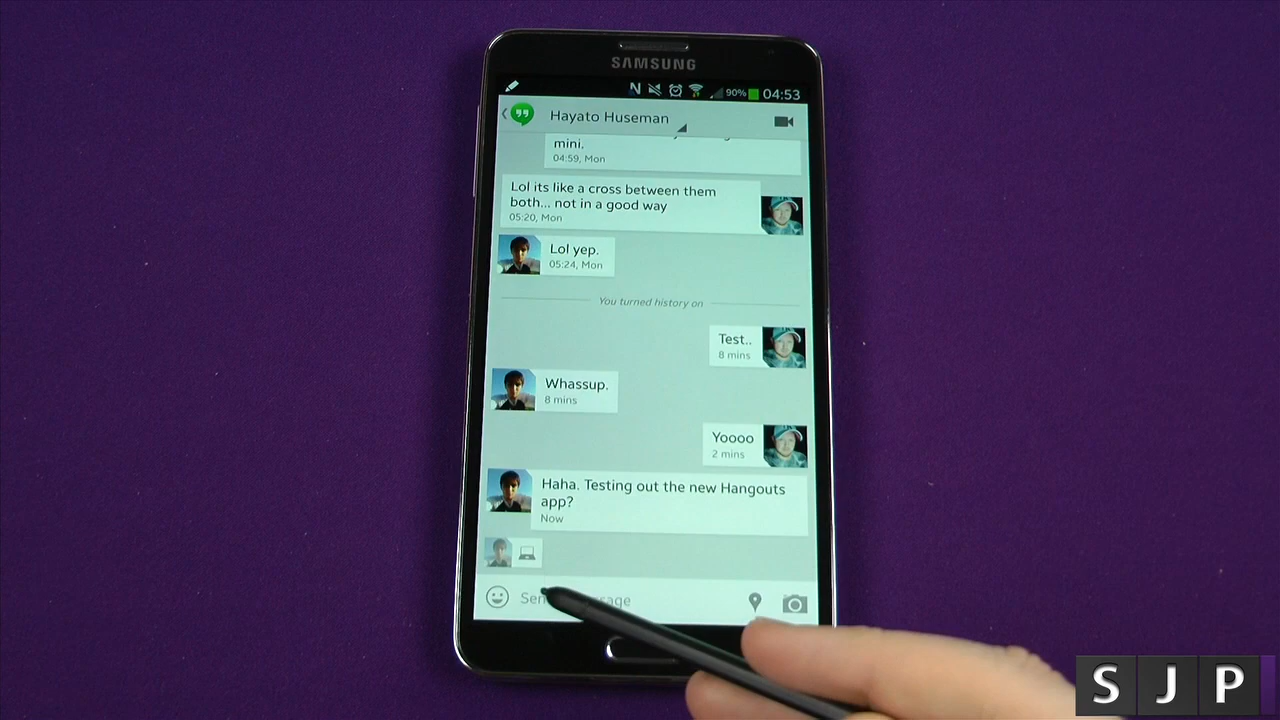 SAMSUNG
90% 04:53
Hayato Huseman
mini.
04:59, Mon
Lol its like a cross between them
both... not in a good way
05:20, Mon
Lol yep.
05:24, Mon
You turned history on
Test..
8 mins
Whassup.
8 mins
Yoooo
2 mins
Haha. Testing out the new Hangouts
app?
Now
SJP